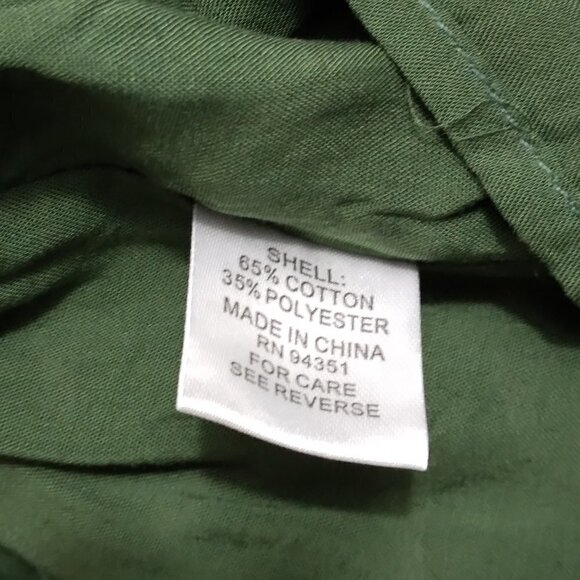 SHELL:
65% COTTON
35% POLYESTER
MADE IN CHINA
RN 94351
FOR CARE
SEE REVERSE